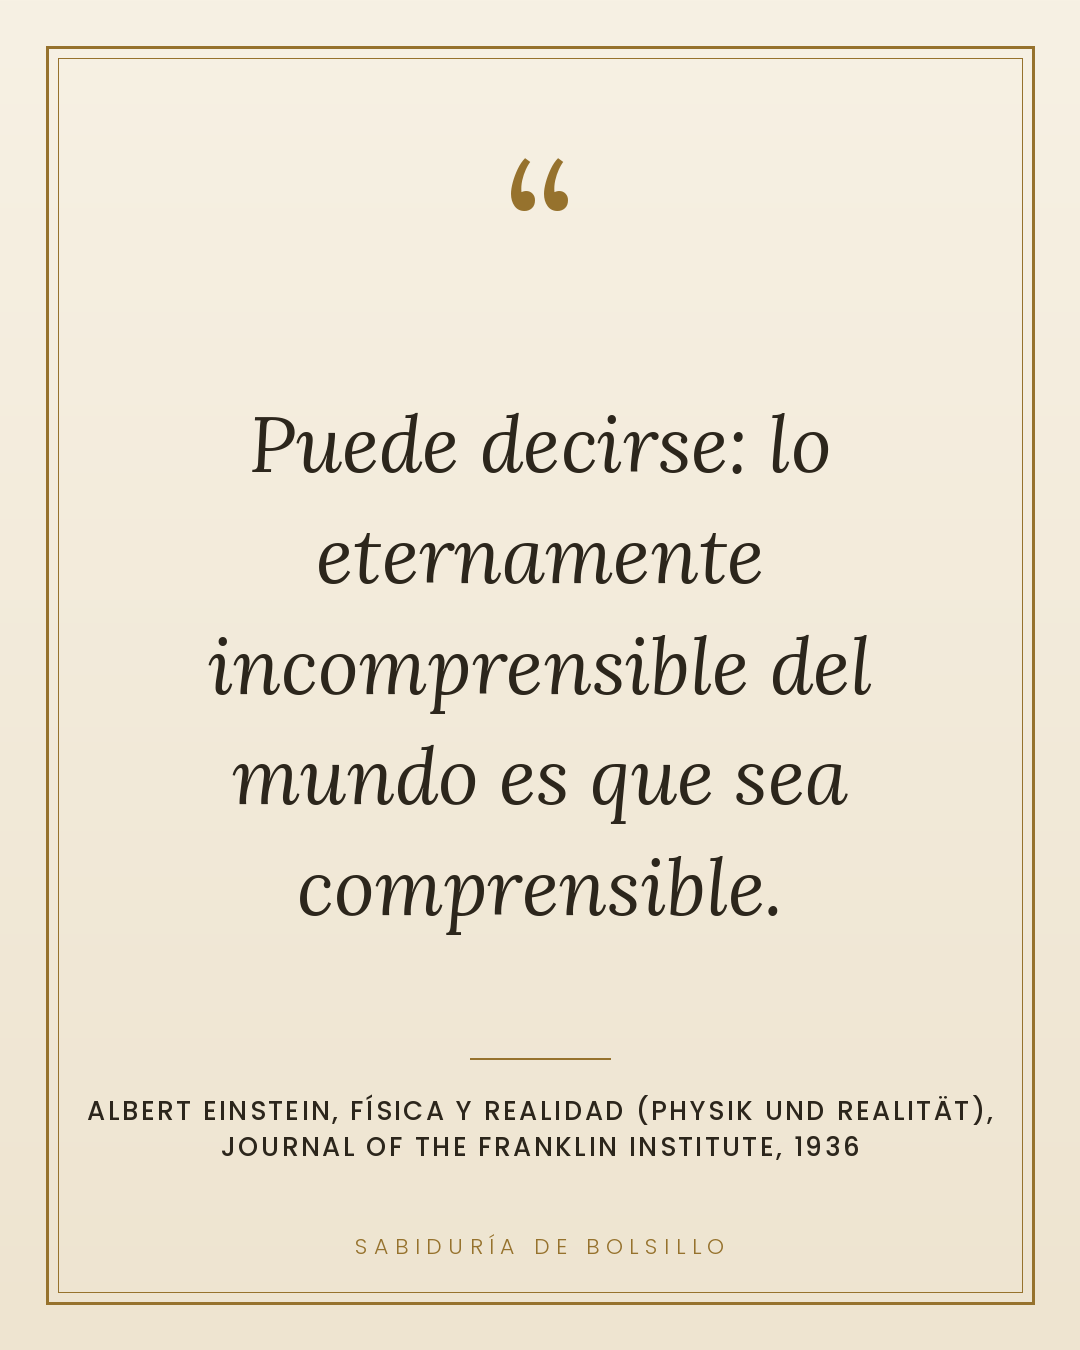 “
Puede decirse: lo
eternamente
incomprensible del
mundo es que sea
comprensible.
ALBERT EINSTEIN, FÍSICA Y REALIDAD (PHYSIK UND REALITÄT),
JOURNAL OF THE FRANKLIN INSTITUTE, 1936
SABIDURÍA DE BOLSILLO